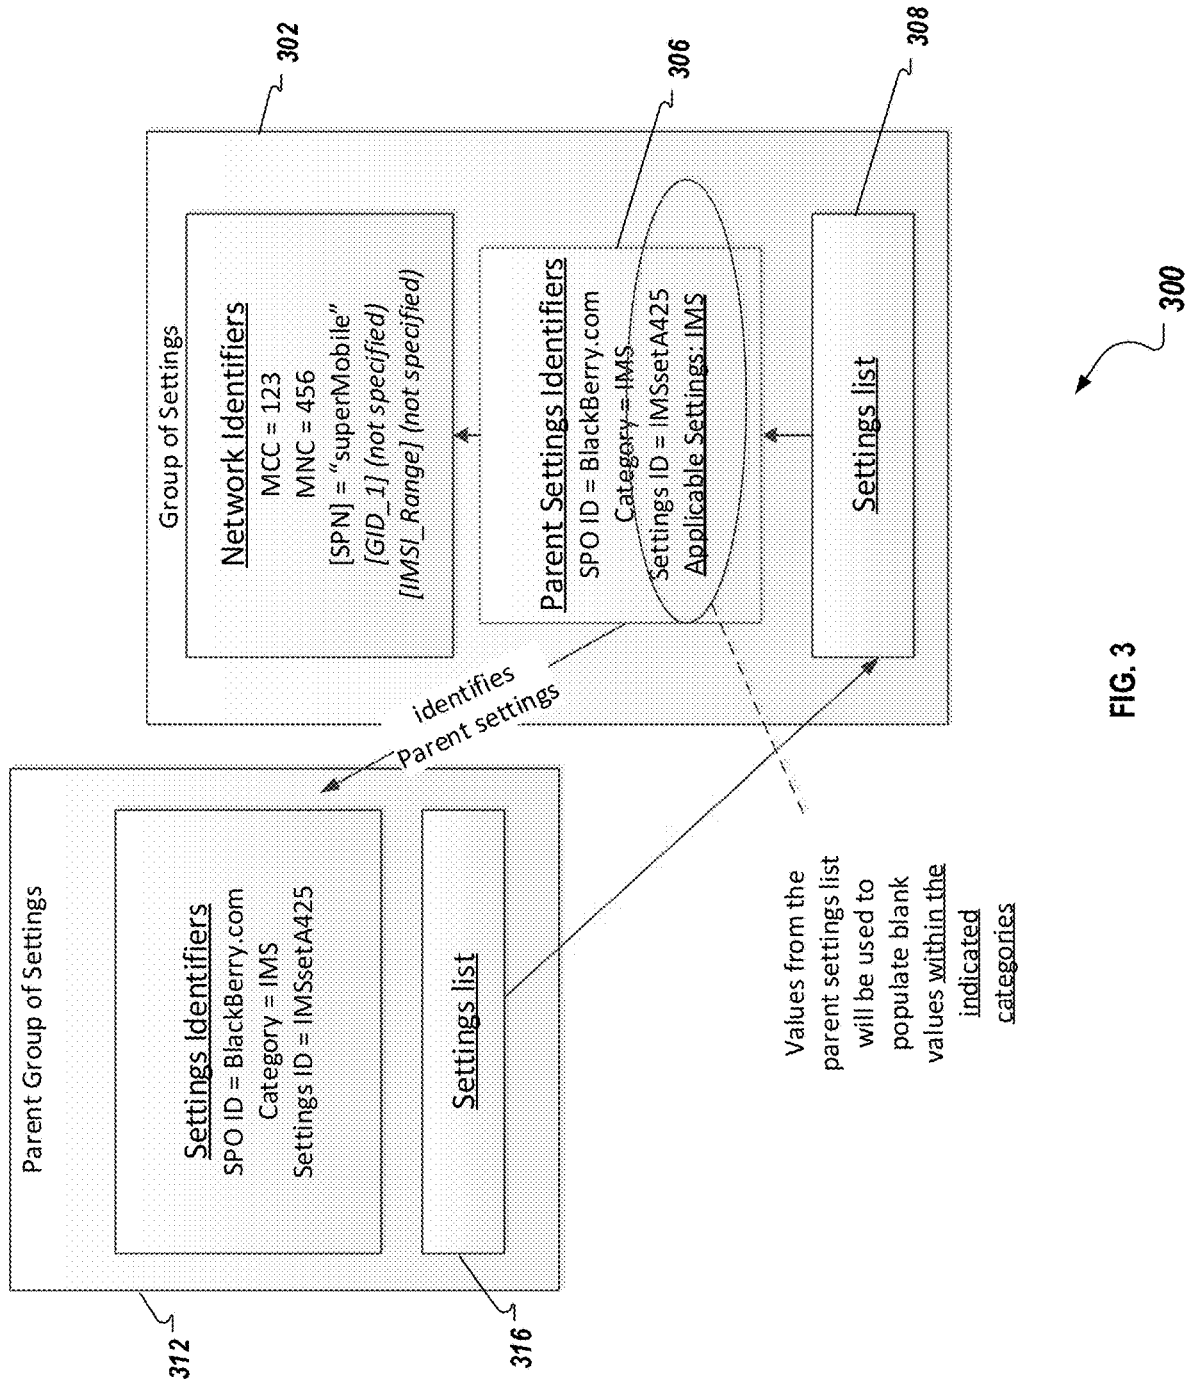 Parent Group of Settings
Settings Identifiers
SPO ID = BlackBerry.com
Category = IMS
Settings ID = IMSsetA425
Settings list
312
316
Group of Settings
Network Identifiers
MCC = 123
MNC = 456
[SPN] = “superMobile”
[GID_1] (not specified)
[IMSI_Range] (not specified)
Parent Settings Identifiers
SPO ID = BlackBerry.com
Category = IMS
Settings ID = IMSsetA425
Applicable Settings: IMS
Settings list
302
306
308
identifies
Parent settings
Values from the
parent settings list
will be used to
populate blank
values within the
indicated
categories
300
FIG. 3